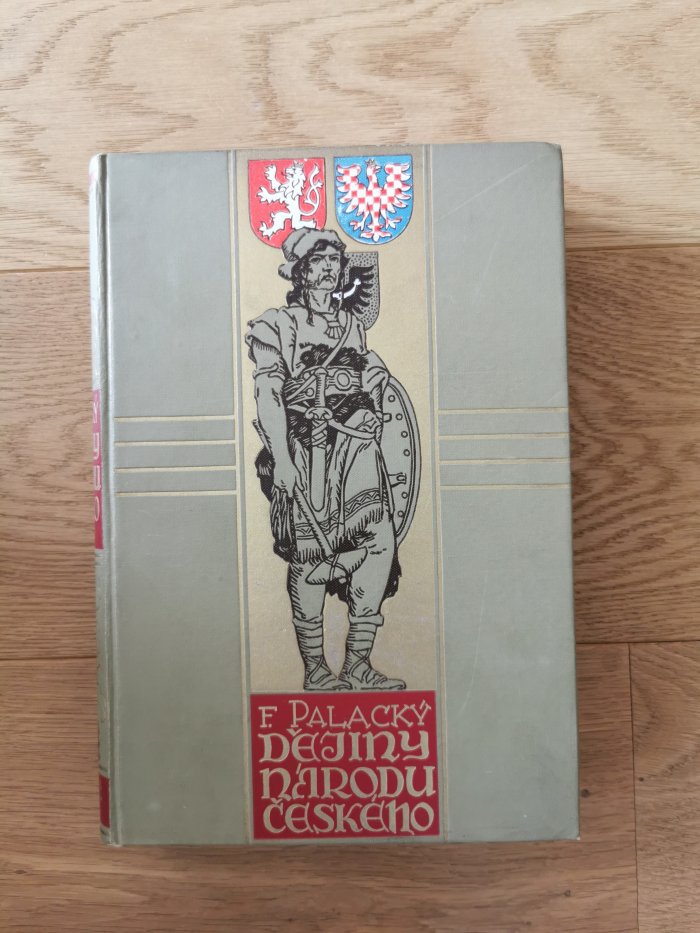 F. PALACKÝ
DĚJINY
NÁRODU
ČESKÉHO